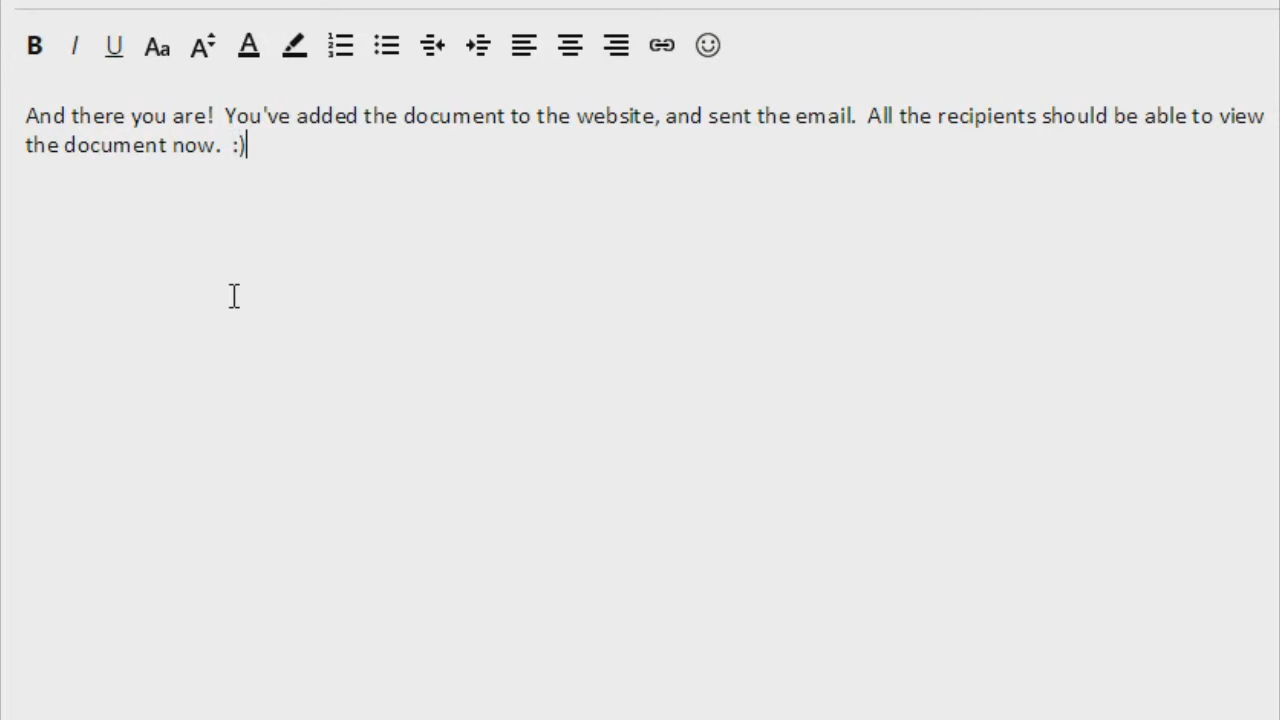 B I U Aa A A
And there you are!  You've added the document to the website, and sent the email.  All the recipients should be able to view
the document now.  :)